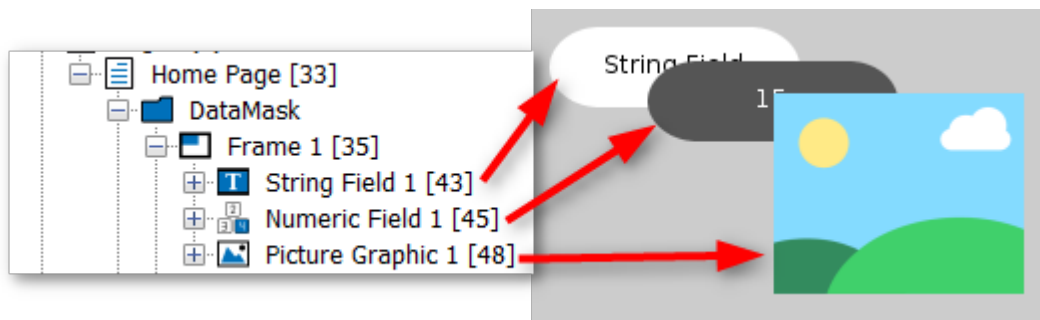 Home Page [33]
DataMask
Frame 1 [35]
String Field 1 [43]
Numeric Field 1 [45]
Picture Graphic 1 [48]
String Field
15